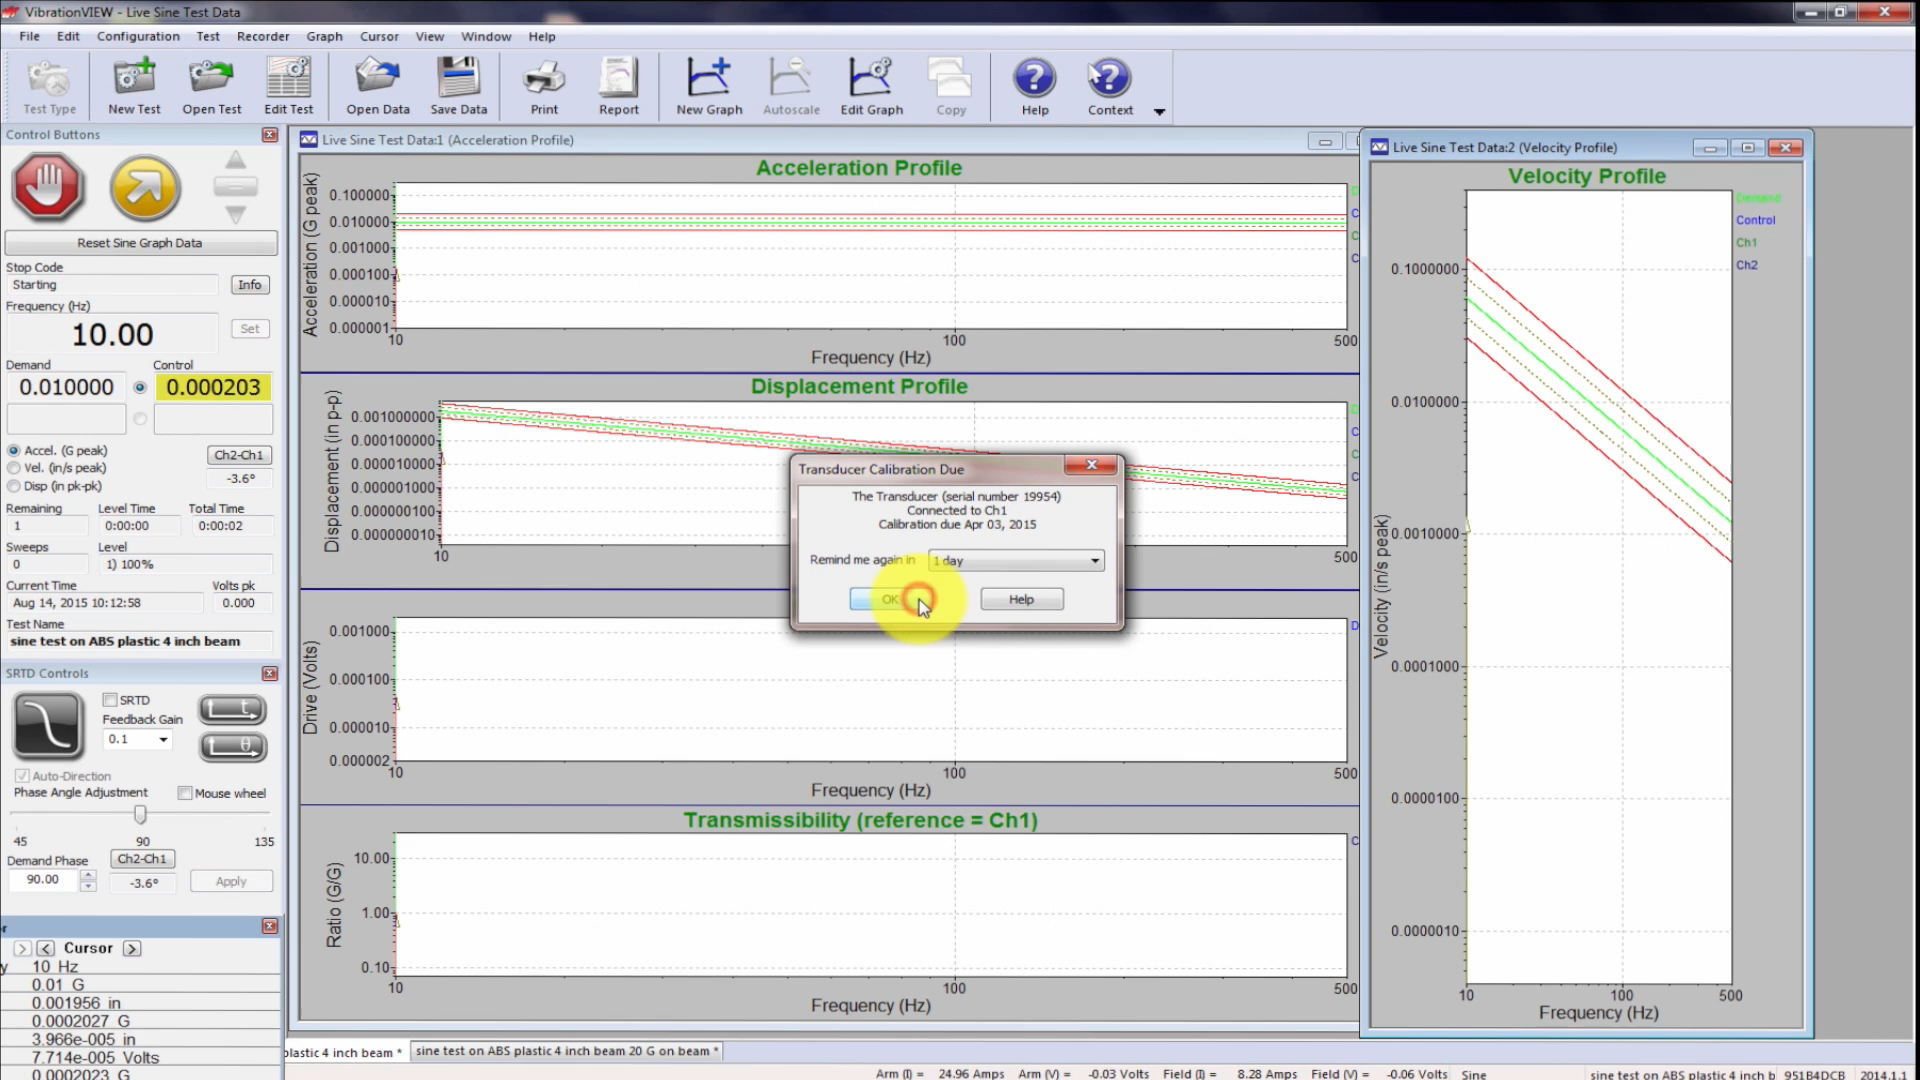 VibrationVIEW - Live Sine Test Data
File Edit Configuration Test Recorder Graph Cursor View Window Help
Test Type New Test Open Test Edit Test Open Data Save Data Print Report New Graph Autoscale Edit Graph Copy Help Context
Control Buttons
Reset Sine Graph Data
Stop Code
Starting Info
Frequency (Hz)
10.00 Set
Demand Control
0.010000 0.000203
Accel. (G peak) Ch2-Ch1
Vel. (in/s peak)
-3.6°
Disp (in pk-pk)
Remaining Level Time Total Time
1 0:00:00 0:00:02
Sweeps Level
0 1) 100%
Current Time Volts pk
Aug 14, 2015 10:12:58 0.000
Test Name
sine test on ABS plastic 4 inch beam
SRTD Controls
SRTD
t
Feedback Gain
0.1
θ
Auto-Direction
Phase Angle Adjustment Mouse wheel
45 90 135
Demand Phase Ch2-Ch1
90.00 -3.6° Apply
r
> < Cursor >
y 10 Hz
0.01 G
0.001956 in
0.0002027 G
3.966e-005 in
7.714e-005 Volts
0.0002023 G
Live Sine Test Data:1 (Acceleration Profile)
Acceleration Profile
Acceleration (G peak)
0.100000
0.010000
0.001000
0.000100
0.000010
0.000001
10 100 500
Frequency (Hz)
D
C
C
C
Displacement Profile
Displacement (in p-p)
0.001000000
0.000100000
0.000010000
0.000001000
0.000000100
0.000000010
10
D
C
C
C
Transducer Calibration Due
The Transducer (serial number 19954)
Connected to Ch1
Calibration due Apr 03, 2015
Remind me again in 1 day
OK Help
500
Drive (Volts)
0.001000
0.000100
0.000010
0.000002
10 100 500
Frequency (Hz)
D
Transmissibility (reference = Ch1)
Ratio (G/G)
10.00
1.00
0.10
10 100 500
Frequency (Hz)
C
Live Sine Test Data:2 (Velocity Profile)
Velocity Profile
Velocity (in/s peak)
0.1000000
0.0100000
0.0010000
0.0001000
0.0000100
0.0000010
10 100 500
Frequency (Hz)
Demand
Control
Ch1
Ch2
plastic 4 inch beam * sine test on ABS plastic 4 inch beam 20 G on beam *
Arm (I) = 24.96 Amps Arm (V) = -0.03 Volts Field (I) = 8.28 Amps Field (V) = -0.06 Volts Sine sine test on ABS plastic 4 inch b 951B4DCB 2014.1.1